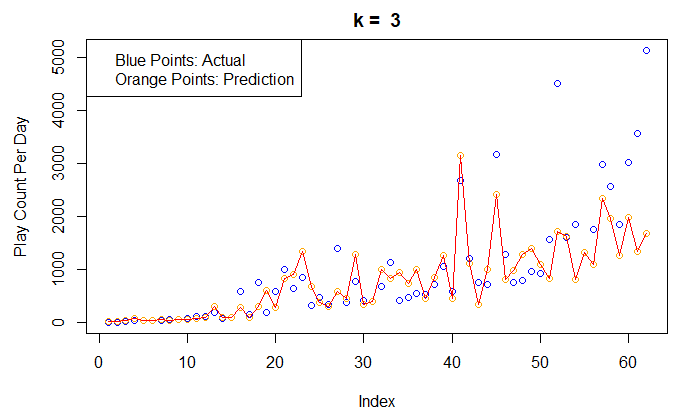 k = 3
Blue Points: Actual
Orange Points: Prediction
Play Count Per Day
5000
4000
3000
2000
1000
0
0 10 20 30 40 50 60
Index